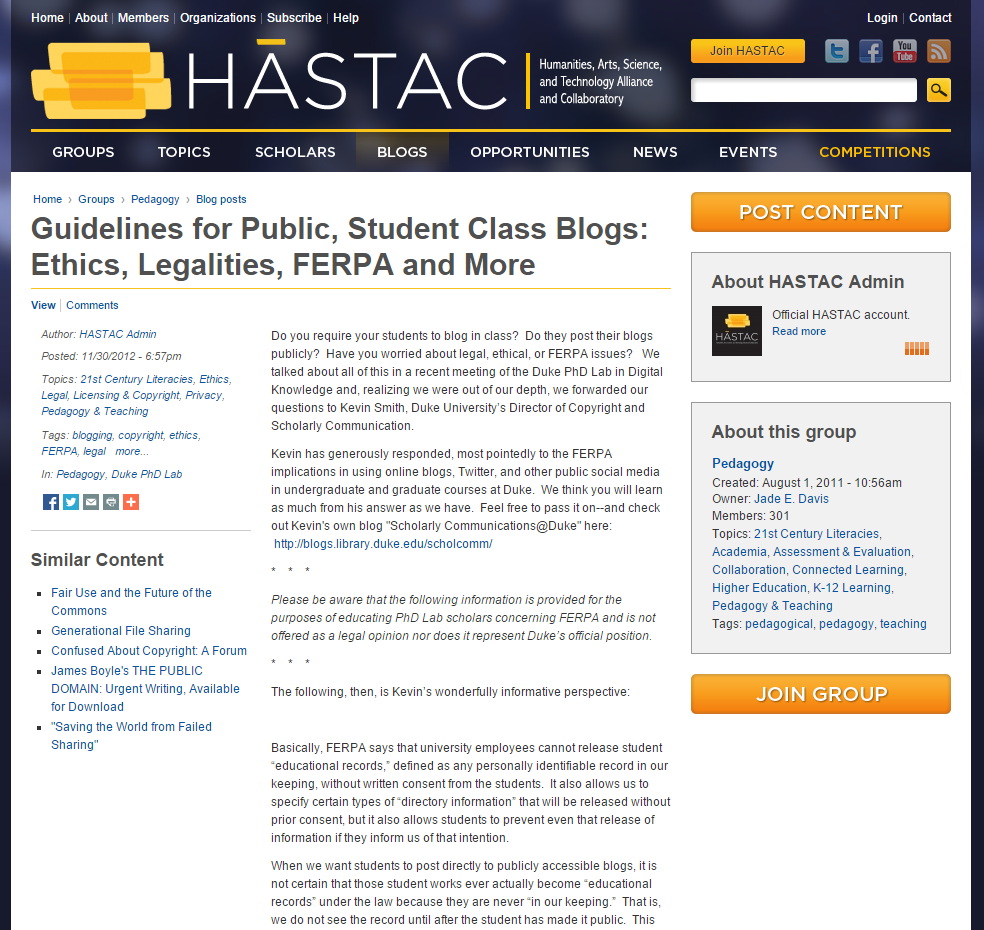 Home | About | Members | Organizations | Subscribe | Help
Login | Contact
HASTAC
Humanities, Arts, Science,
and Technology Alliance
and Collaboratory
Join HASTAC
You
Tube
GROUPS TOPICS SCHOLARS BLOGS OPPORTUNITIES NEWS EVENTS COMPETITIONS
Home › Groups › Pedagogy › Blog posts
Guidelines for Public, Student Class Blogs:
Ethics, Legalities, FERPA and More
View | Comments
Author: HASTAC Admin
Posted: 11/30/2012 - 6:57pm
Topics: 21st Century Literacies, Ethics,
Legal, Licensing & Copyright, Privacy,
Pedagogy & Teaching
Tags: blogging, copyright, ethics,
FERPA, legal more...
In: Pedagogy, Duke PhD Lab
Similar Content
Fair Use and the Future of the
Commons
Generational File Sharing
Confused About Copyright: A Forum
James Boyle's THE PUBLIC
DOMAIN: Urgent Writing, Available
for Download
"Saving the World from Failed
Sharing"
Do you require your students to blog in class? Do they post their blogs
publicly? Have you worried about legal, ethical, or FERPA issues? We
talked about all of this in a recent meeting of the Duke PhD Lab in Digital
Knowledge and, realizing we were out of our depth, we forwarded our
questions to Kevin Smith, Duke University's Director of Copyright and
Scholarly Communication.
Kevin has generously responded, most pointedly to the FERPA
implications in using online blogs, Twitter, and other public social media
in undergraduate and graduate courses at Duke. We think you will learn
as much from his answer as we have. Feel free to pass it on--and check
out Kevin's own blog "Scholarly Communications@Duke" here:
http://blogs.library.duke.edu/scholcomm/
* * *
Please be aware that the following information is provided for the
purposes of educating PhD Lab scholars concerning FERPA and is not
offered as a legal opinion nor does it represent Duke's official position.
* * *
The following, then, is Kevin's wonderfully informative perspective:
Basically, FERPA says that university employees cannot release student
“educational records,” defined as any personally identifiable record in our
keeping, without written consent from the students. It also allows us to
specify certain types of “directory information” that will be released without
prior consent, but it also allows students to prevent even that release of
information if they inform us of that intention.
When we want students to post directly to publicly accessible blogs, it is
not certain that those student works ever actually become “educational
records” under the law because they are never “in our keeping.” That is,
we do not see the record until after the student has made it public. This
POST CONTENT
About HASTAC Admin
HASTAC
Official HASTAC account.
Read more
About this group
Pedagogy
Created: August 1, 2011 - 10:56am
Owner: Jade E. Davis
Members: 301
Topics: 21st Century Literacies,
Academia, Assessment & Evaluation,
Collaboration, Connected Learning,
Higher Education, K-12 Learning,
Pedagogy & Teaching
Tags: pedagogical, pedagogy, teaching
JOIN GROUP